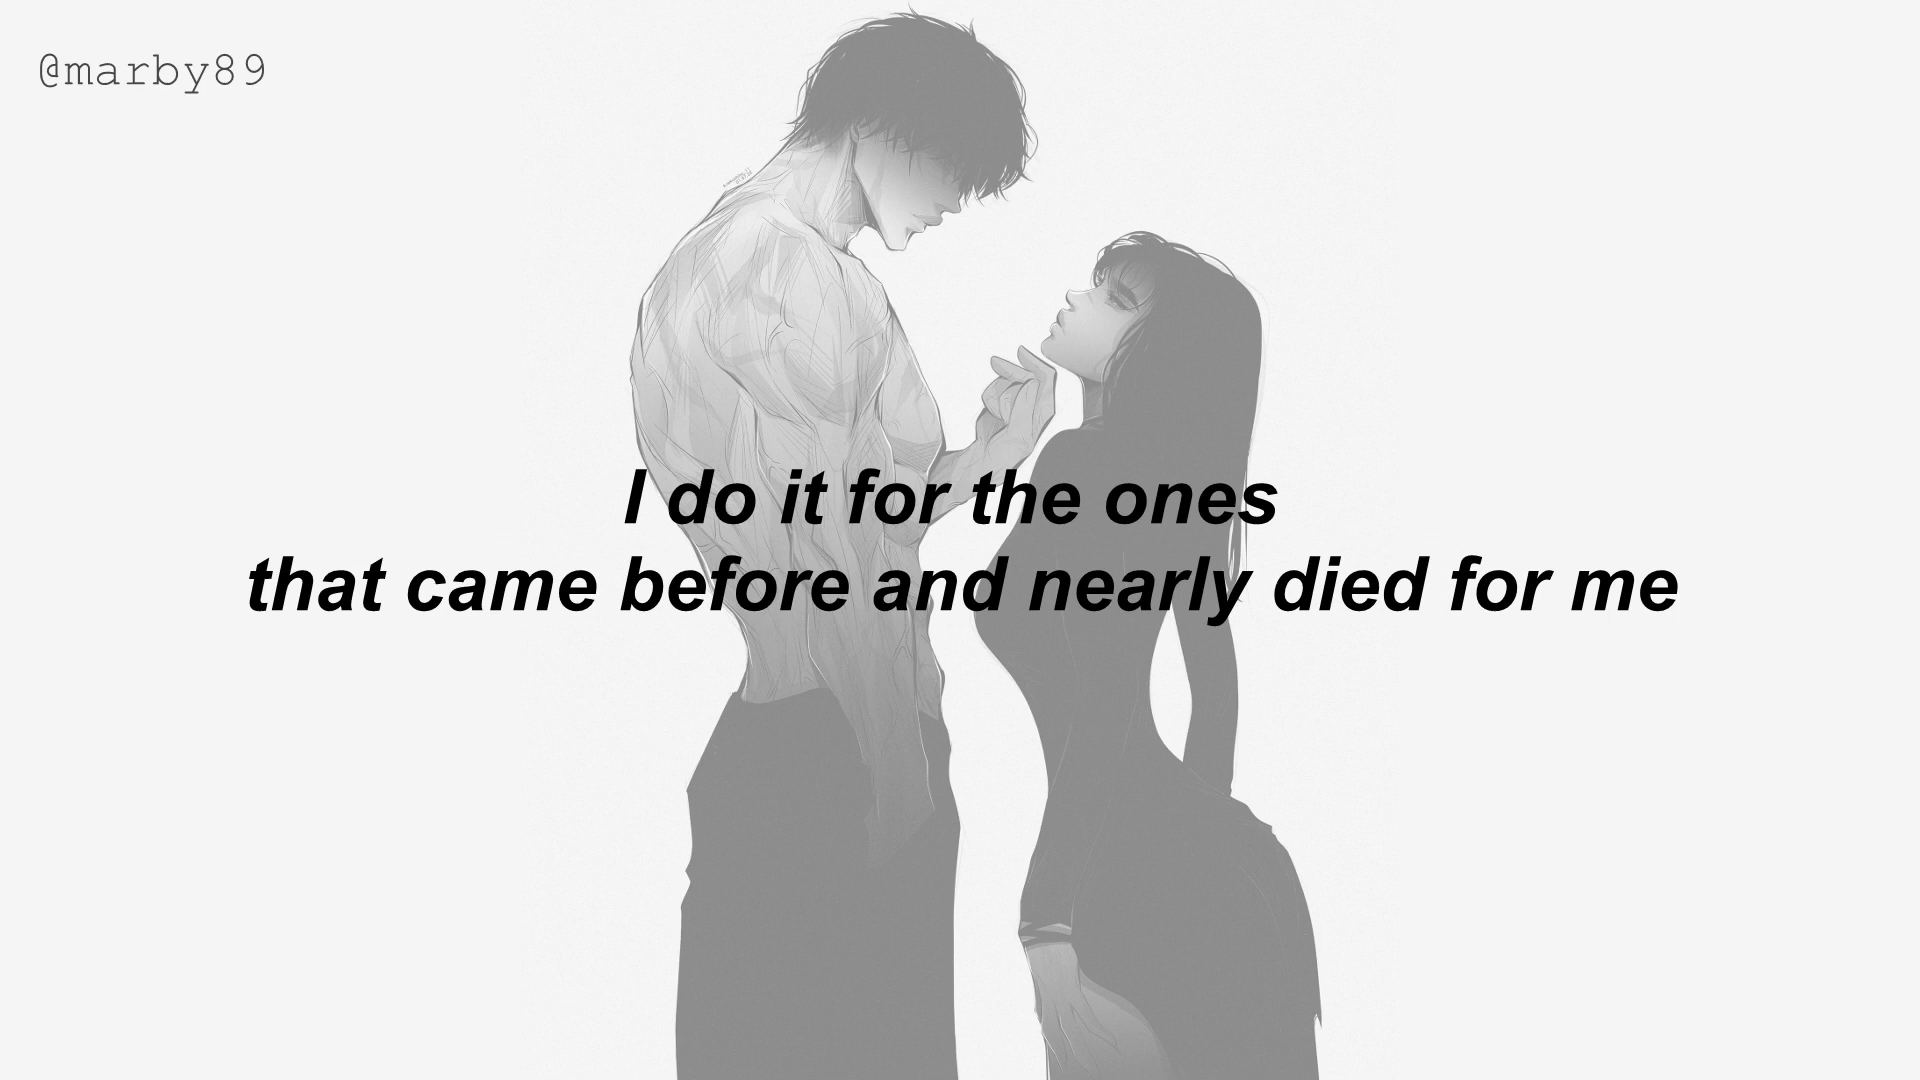 @marby89
I do it for the ones
that came before and nearly died for me